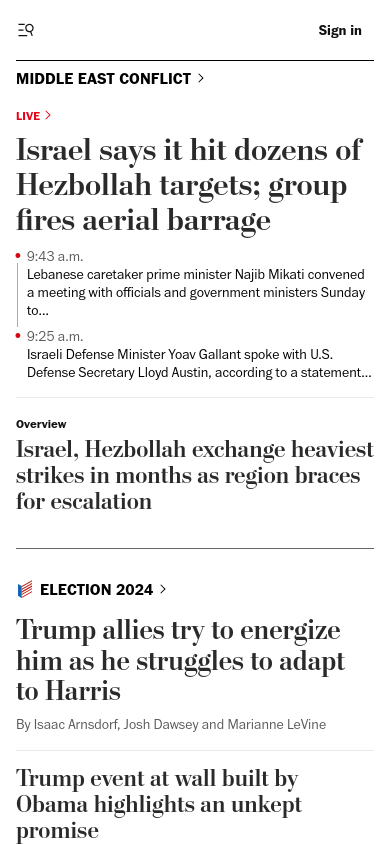 Sign in
MIDDLE EAST CONFLICT
LIVE
Israel says it hit dozens of
Hezbollah targets; group
fires aerial barrage
9:43 a.m.
Lebanese caretaker prime minister Najib Mikati convened
a meeting with officials and government ministers Sunday
to...
9:25 a.m.
Israeli Defense Minister Yoav Gallant spoke with U.S.
Defense Secretary Lloyd Austin, according to a statement...
Overview
Israel, Hezbollah exchange heaviest
strikes in months as region braces
for escalation
ELECTION 2024
Trump allies try to energize
him as he struggles to adapt
to Harris
By Isaac Arnsdorf, Josh Dawsey and Marianne LeVine
Trump event at wall built by
Obama highlights an unkept
promise